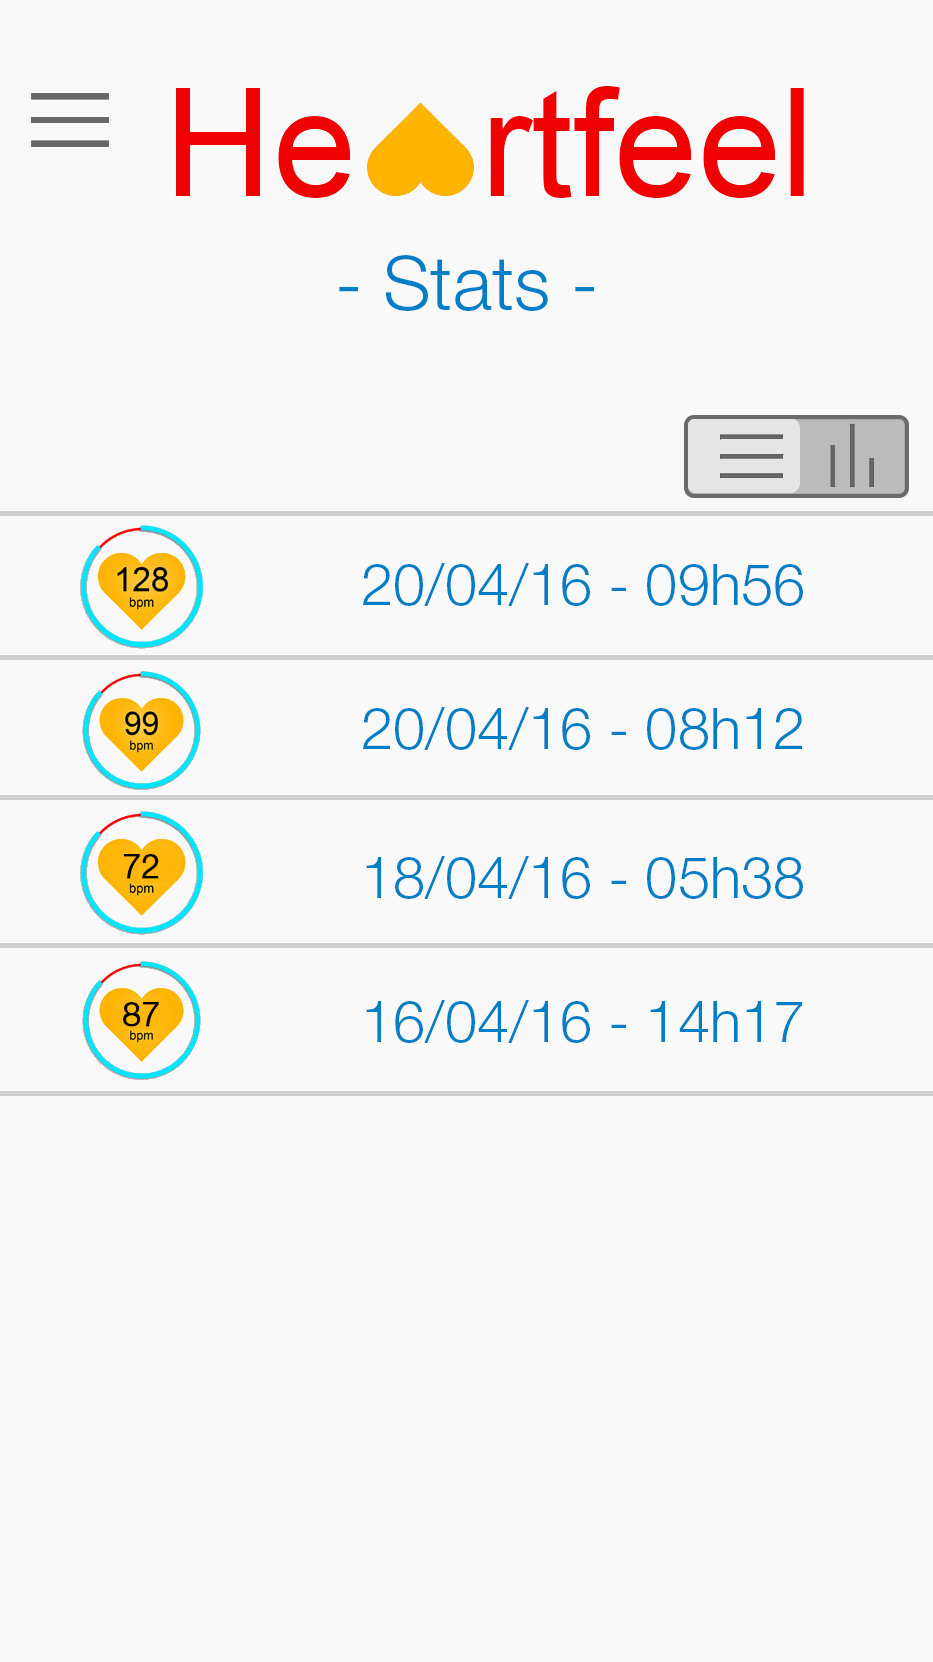 Heartfeel
- Stats -
128
bpm
20/04/16 - 09h56
99
bpm
20/04/16 - 08h12
72
bpm
18/04/16 - 05h38
87
bpm
16/04/16 - 14h17